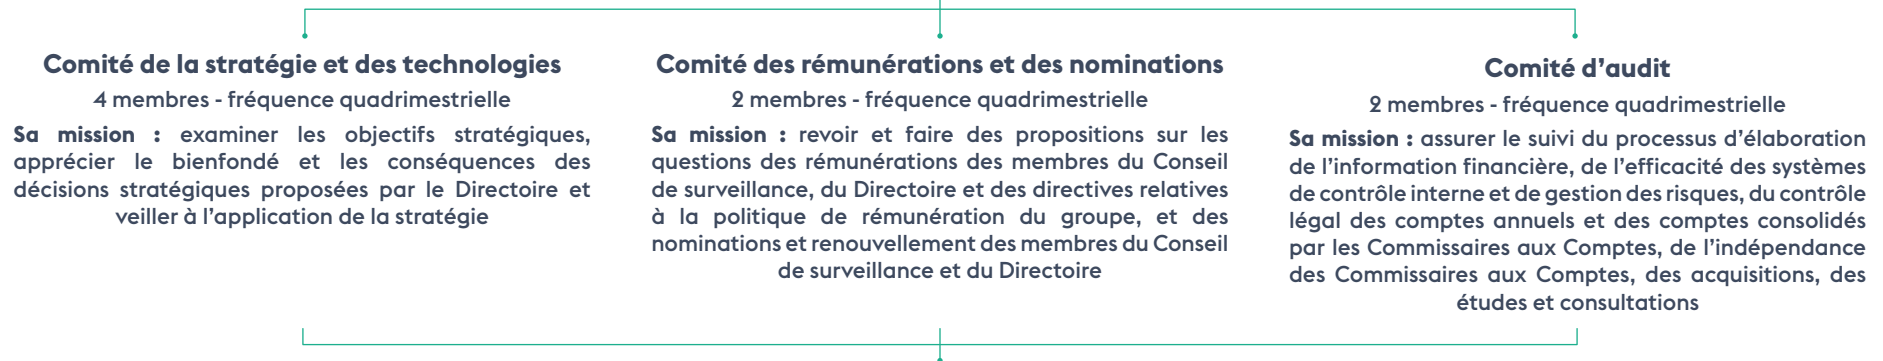 Comité de la stratégie et des technologies
4 membres - fréquence quadrimestrielle
Sa mission : examiner les objectifs stratégiques,
apprécier le bienfondé et les conséquences des
décisions stratégiques proposées par le Directoire et
veiller à l'application de la stratégie
Comité des rémunérations et des nominations
2 membres - fréquence quadrimestrielle
Sa mission : revoir et faire des propositions sur les
questions des rémunérations des membres du Conseil
de surveillance, du Directoire et des directives relatives
à la politique de rémunération du groupe, et des
nominations et renouvellement des membres du Conseil
de surveillance et du Directoire
Comité d'audit
2 membres - fréquence quadrimestrielle
Sa mission : assurer le suivi du processus d'élaboration
de l'information financière, de l'efficacité des systèmes
de contrôle interne et de gestion des risques, du contrôle
légal des comptes annuels et des comptes consolidés
par les Commissaires aux Comptes, de l'indépendance
des Commissaires aux Comptes, des acquisitions, des
études et consultations